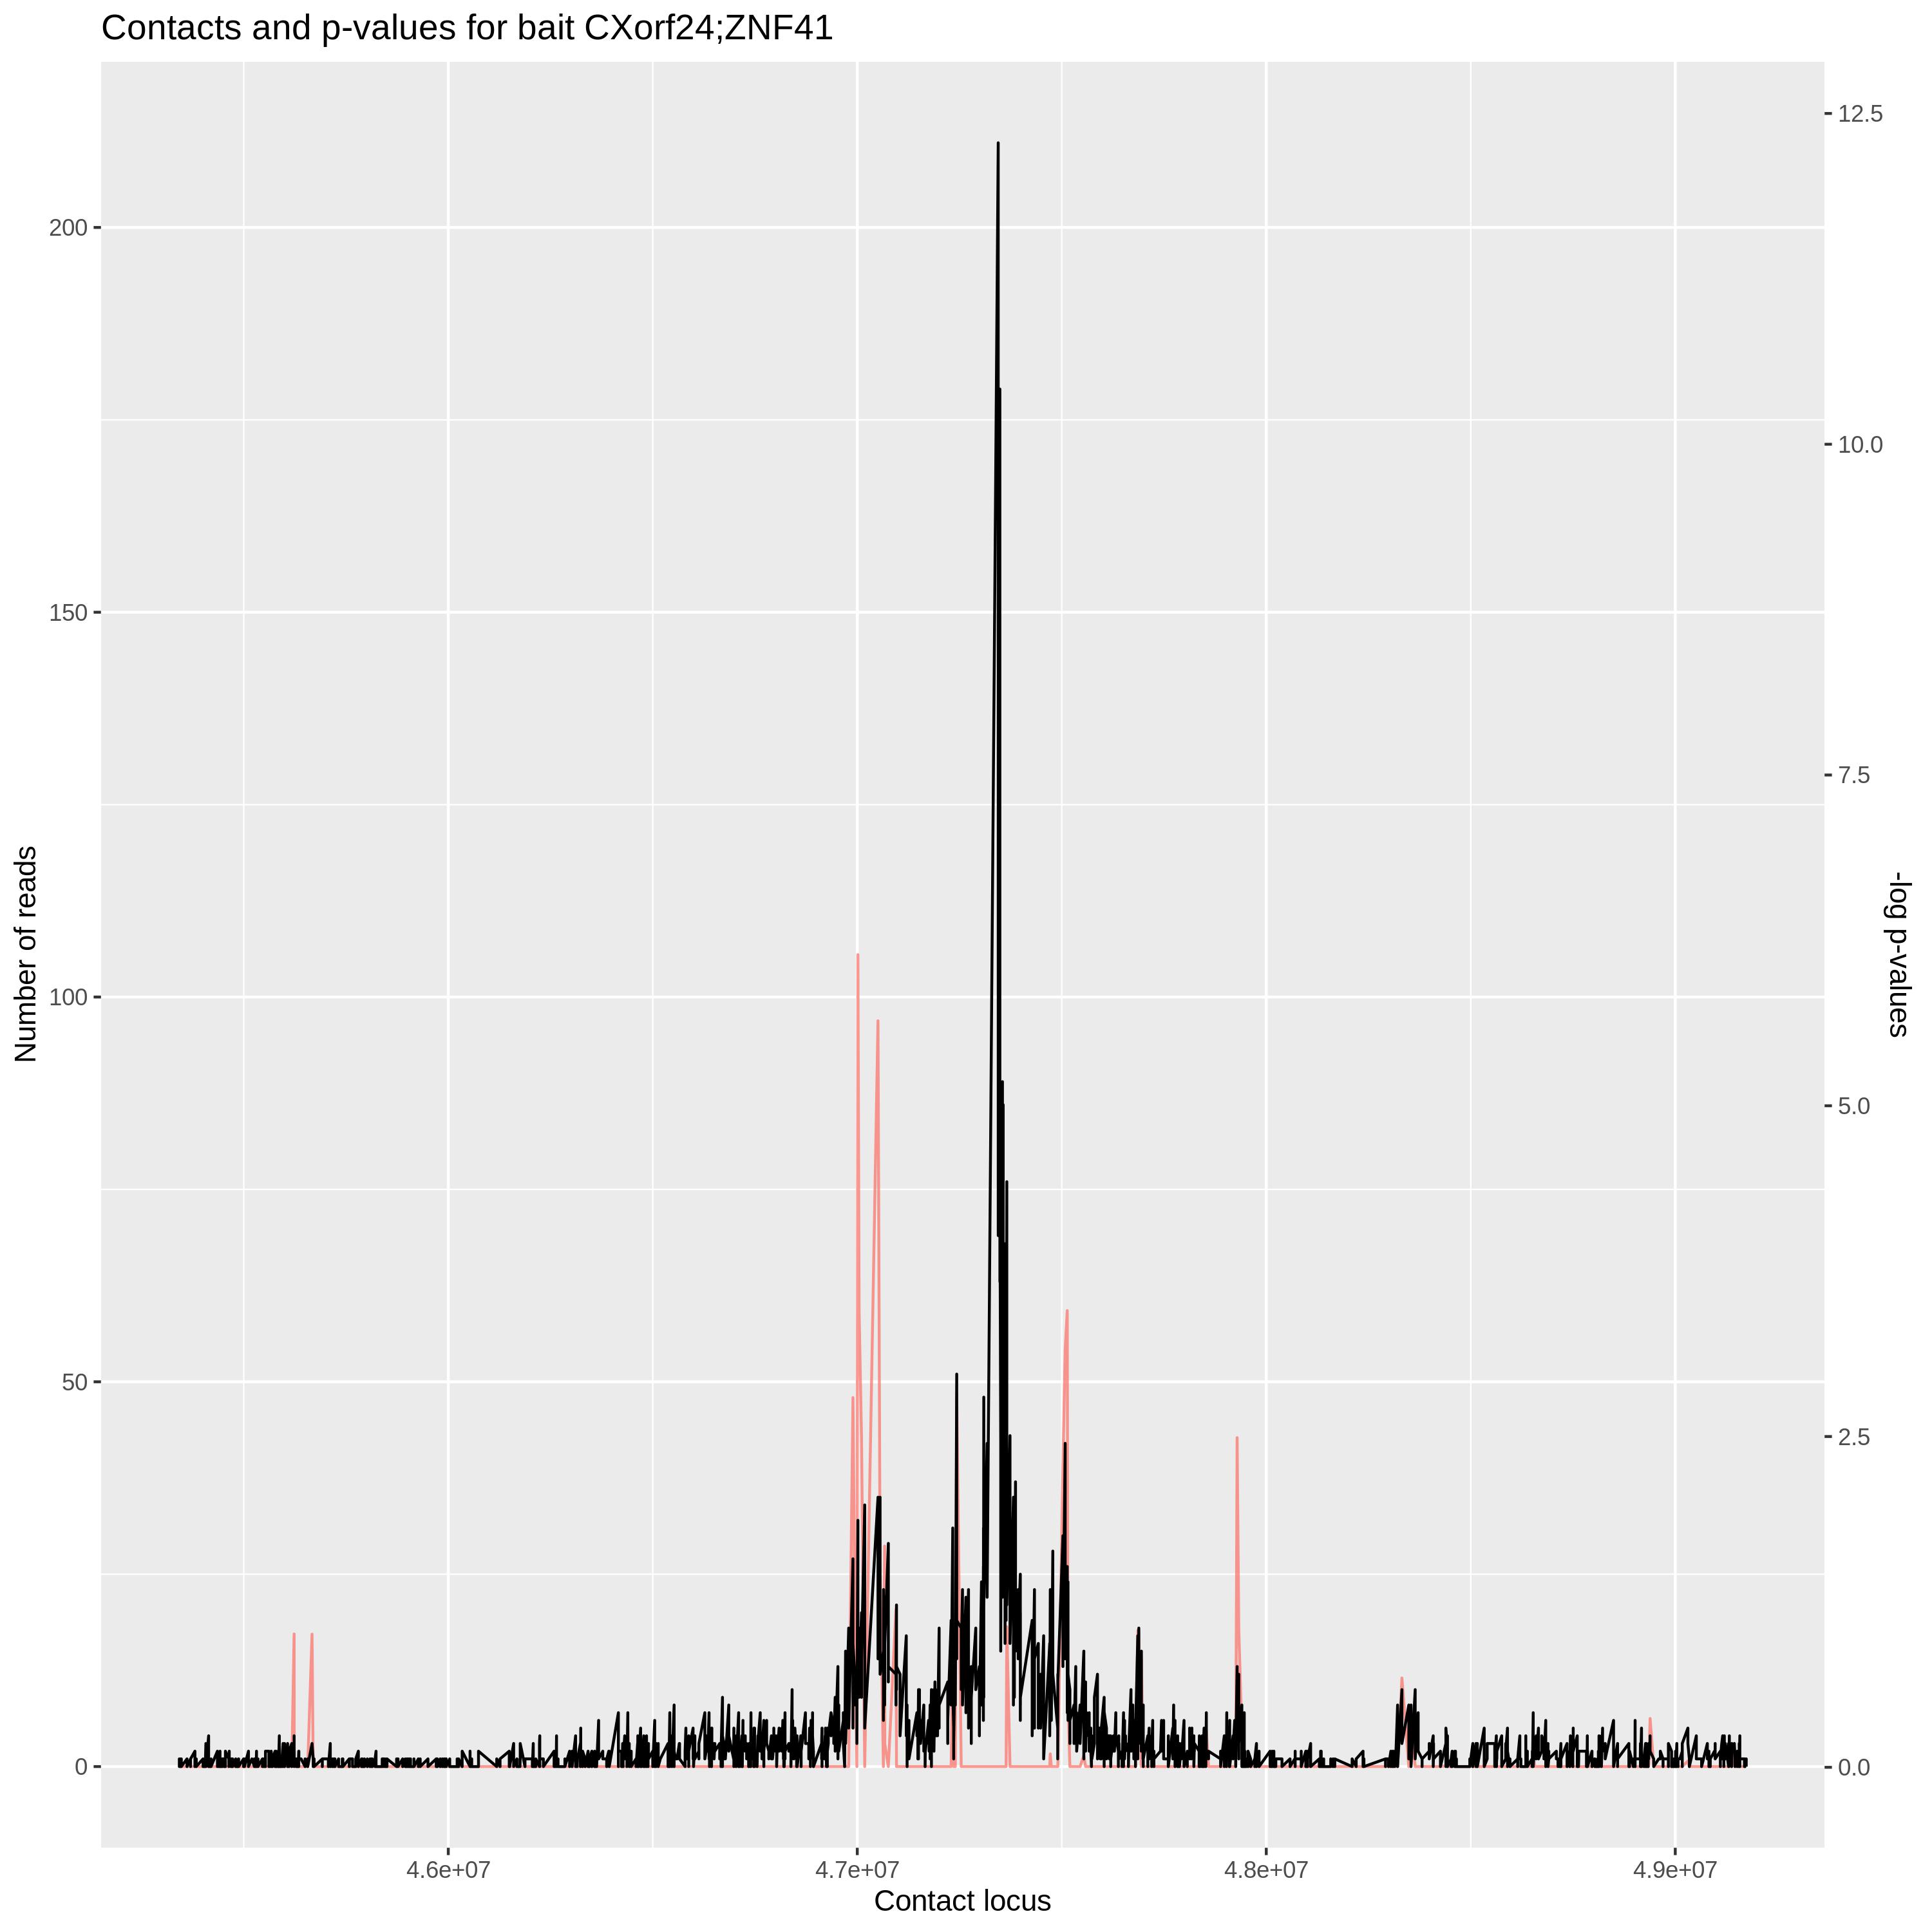 Contacts and p-values for bait CXorf24;ZNF41
Number of reads
200
150
100
50
0
12.5
10.0
7.5
5.0
2.5
0.0
-log p-values
4.6e+07
4.7e+07
4.8e+07
4.9e+07
Contact locus